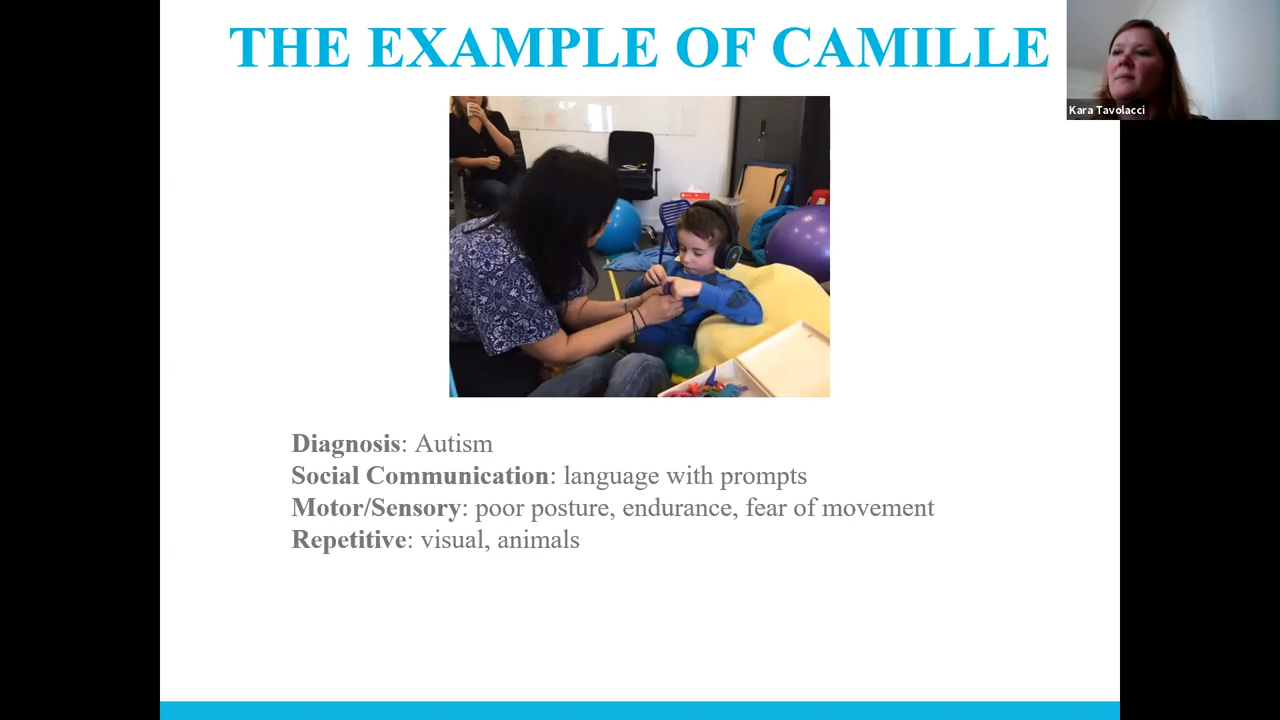 THE EXAMPLE OF CAMILLE
Kara Tavolacci
Diagnosis: Autism
Social Communication: language with prompts
Motor/Sensory: poor posture, endurance, fear of movement
Repetitive: visual, animals